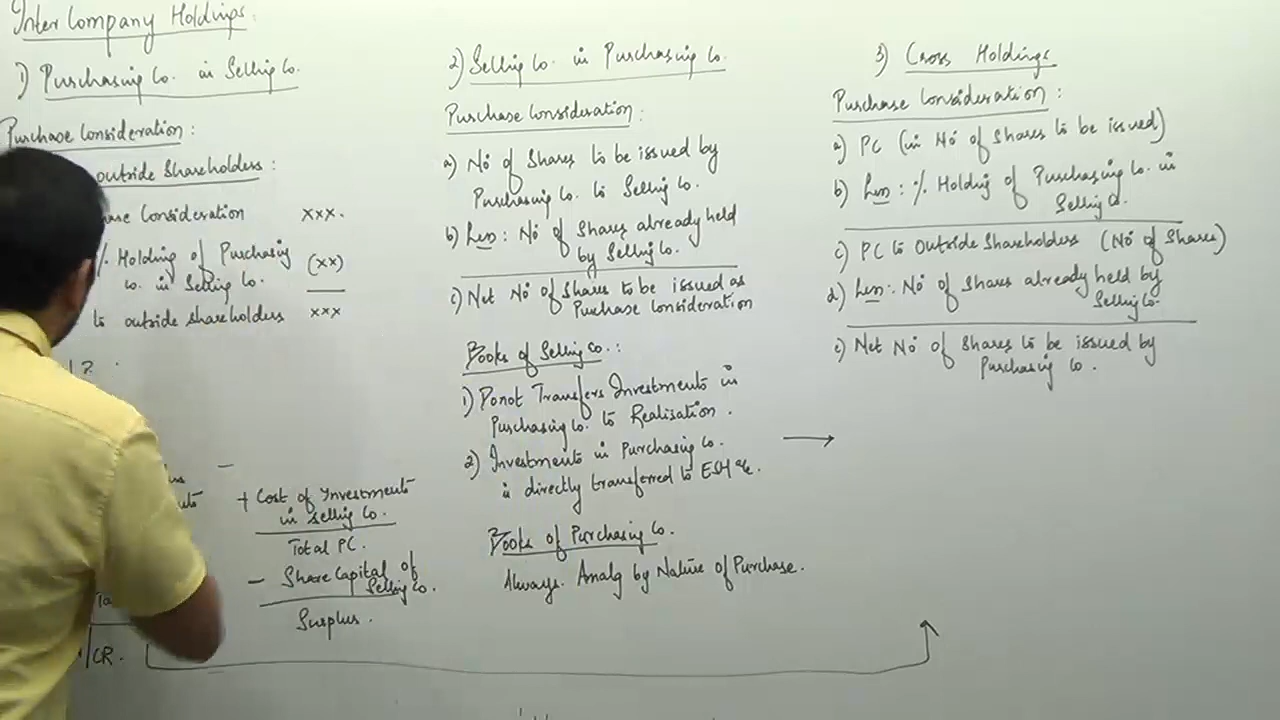 Inter Company Holdings:
1) Purchasing Co. in Selling Co.
Purchase Consideration:
outside Shareholders:
Consideration xxx.
% Holding of Purchasing
Co. in Selling Co. (xx)
to outside shareholders xxx
+ Cost of Investments
in Selling Co.
Total PC.
- Share Capital of
Selling Co.
Surplus.
/CR.
2) Selling Co. in Purchasing Co.
Purchase Consideration:
a) No of Shares to be issued by
Purchasing Co. to Selling Co.
b) Less: No of Shares already held
by Selling Co.
c) Net No of Shares to be issued as
Purchase Consideration
Books of Selling Co.:
1) Donot Transfers Investments in
Purchasing Co. to Realisation.
2) Investments in Purchasing Co.
is directly transferred to ESH a/c.
Books of Purchasing Co.
Always. Amalg by Nature of Purchase.
3) Cross Holdings
Purchase Consideration:
a) PC (in No of Shares to be issued)
b) Less: % Holding of Purchasing Co. in
Selling Co.
c) PC to Outside Shareholders (No of Shares)
d) Less: No of Shares already held by
Selling Co.
e) Net No of Shares to be issued by
Purchasing Co.